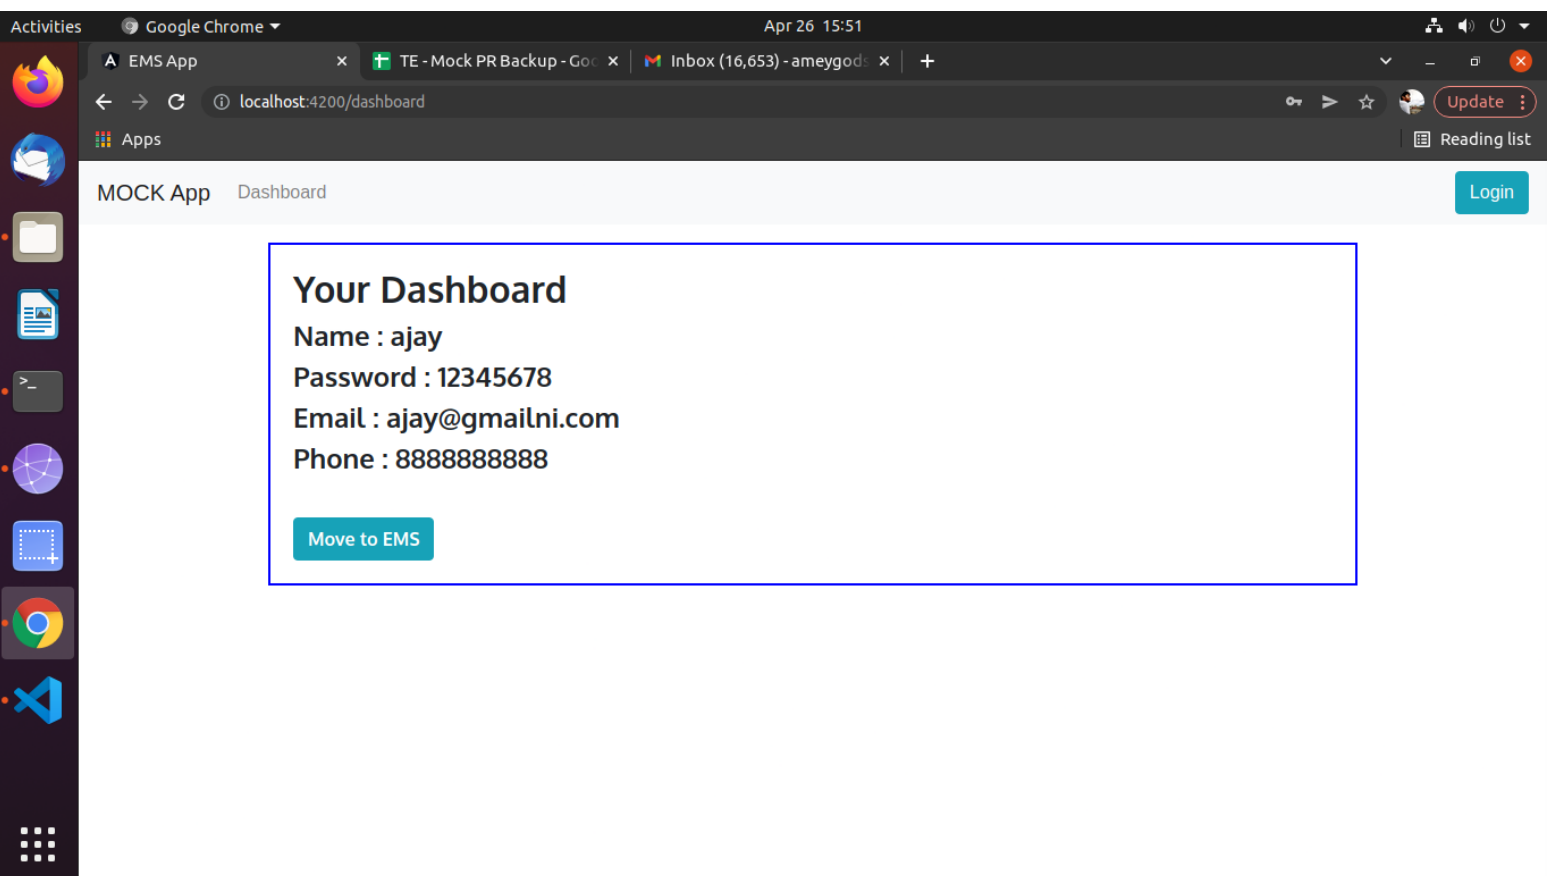 Activities Google Chrome Apr 26 15:51
EMS App TE - Mock PR Backup - Goo Inbox (16,653) - ameygods
localhost:4200/dashboard Update
Apps Reading list
MOCK App Dashboard Login
Your Dashboard
Name : ajay
Password : 12345678
Email : ajay@gmailni.com
Phone : 8888888888
Move to EMS